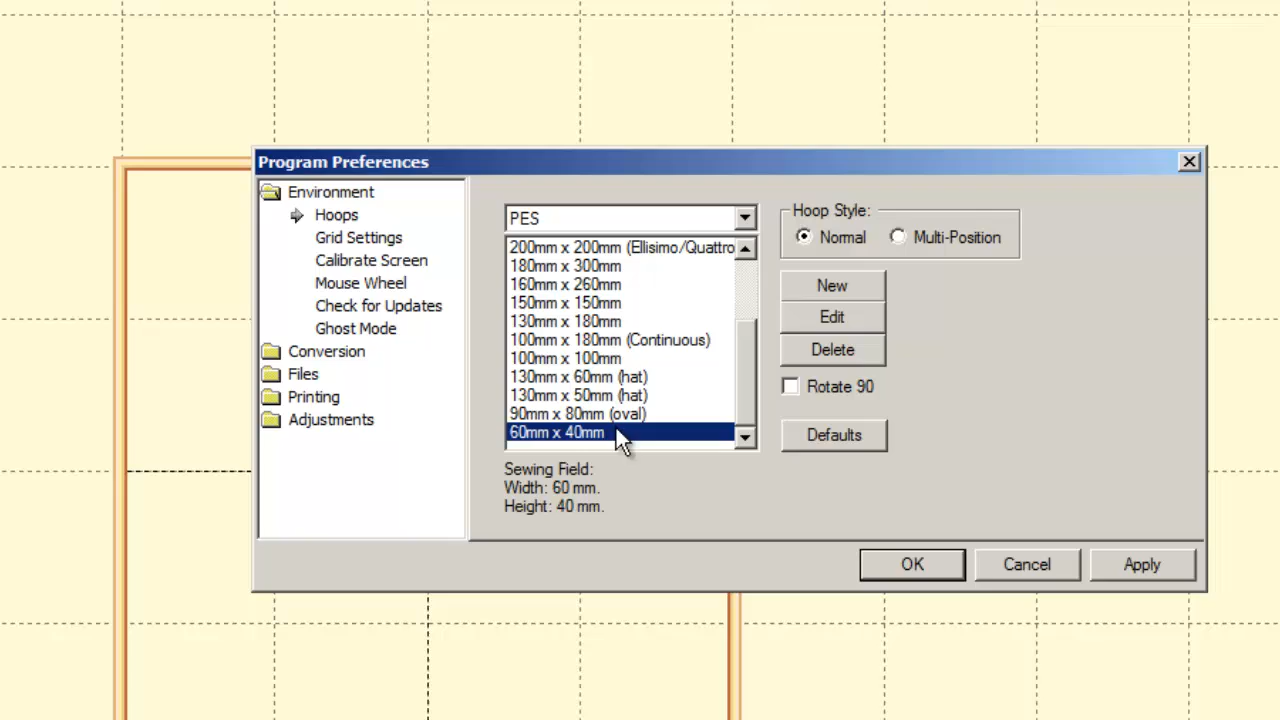 Program Preferences
Environment
Hoops
Grid Settings
Calibrate Screen
Mouse Wheel
Check for Updates
Ghost Mode
Conversion
Files
Printing
Adjustments
PES
200mm x 200mm (Ellisimo/Quattro
180mm x 300mm
160mm x 260mm
150mm x 150mm
130mm x 180mm
100mm x 180mm (Continuous)
100mm x 100mm
130mm x 60mm (hat)
130mm x 50mm (hat)
90mm x 80mm (oval)
60mm x 40mm
Sewing Field:
Width: 60 mm.
Height: 40 mm.
Hoop Style:
Normal
Multi-Position
New
Edit
Delete
Rotate 90
Defaults
OK
Cancel
Apply